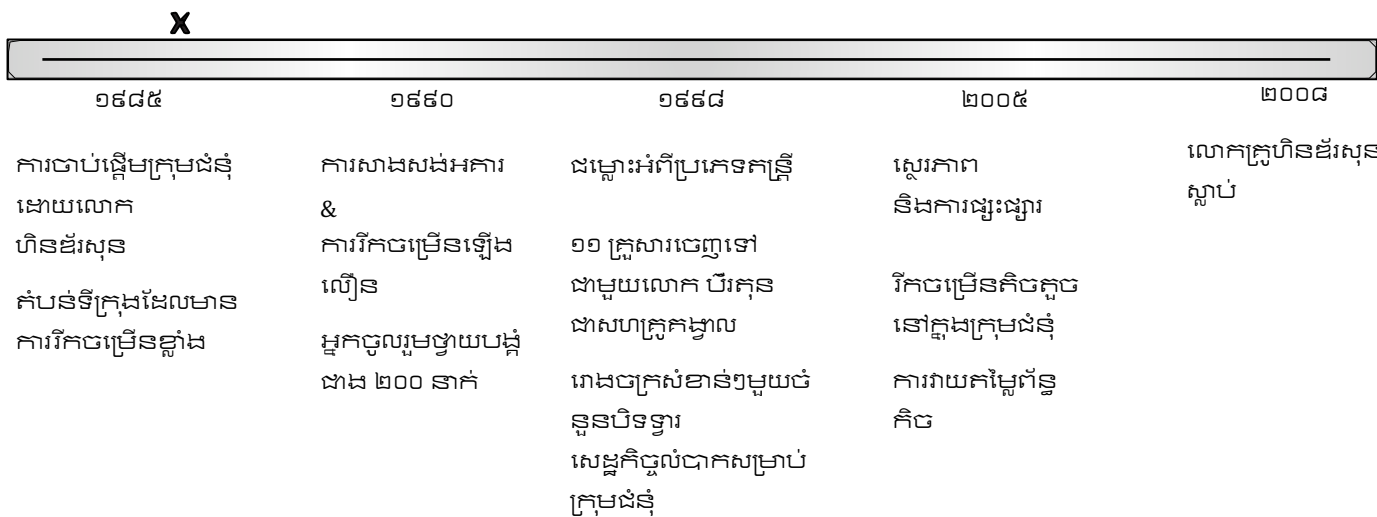 X
១៩៨៥
១៩៩០
១៩៩៨
២០០៥
២០០៨
ការចាប់ផ្ដើមក្រុមជំនុំ
ដោយលោក
ហិនឌ័រសុន
តំបន់ទីក្រុងដែលមាន
ការរីកចម្រើនខ្លាំង
ការសាងសង់អគារ
&
ការរីកចម្រើនឡើង
លឿន
អ្នកចូលរួមថ្វាយបង្គំ
ជាង ២០០ នាក់
ជម្លោះអំពីប្រភេទតន្ត្រី
១១ គ្រួសារចេញទៅ
ជាមួយលោក ប៊ឺរតុន
ជាសហគ្រូគង្វាល
រោងចក្រសំខាន់ៗមួយចំ
នួនបិទទ្វារ
សេដ្ឋកិច្ចលំបាកសម្រាប់
ក្រុមជំនុំ
ស្ថេរភាព
និងការផ្សះផ្សារ
រីកចម្រើនតិចតួច
នៅក្នុងក្រុមជំនុំ
ការវាយតម្លៃព័ន្ធ
កិច
លោកគ្រូហិនឌ័រសុន
ស្លាប់